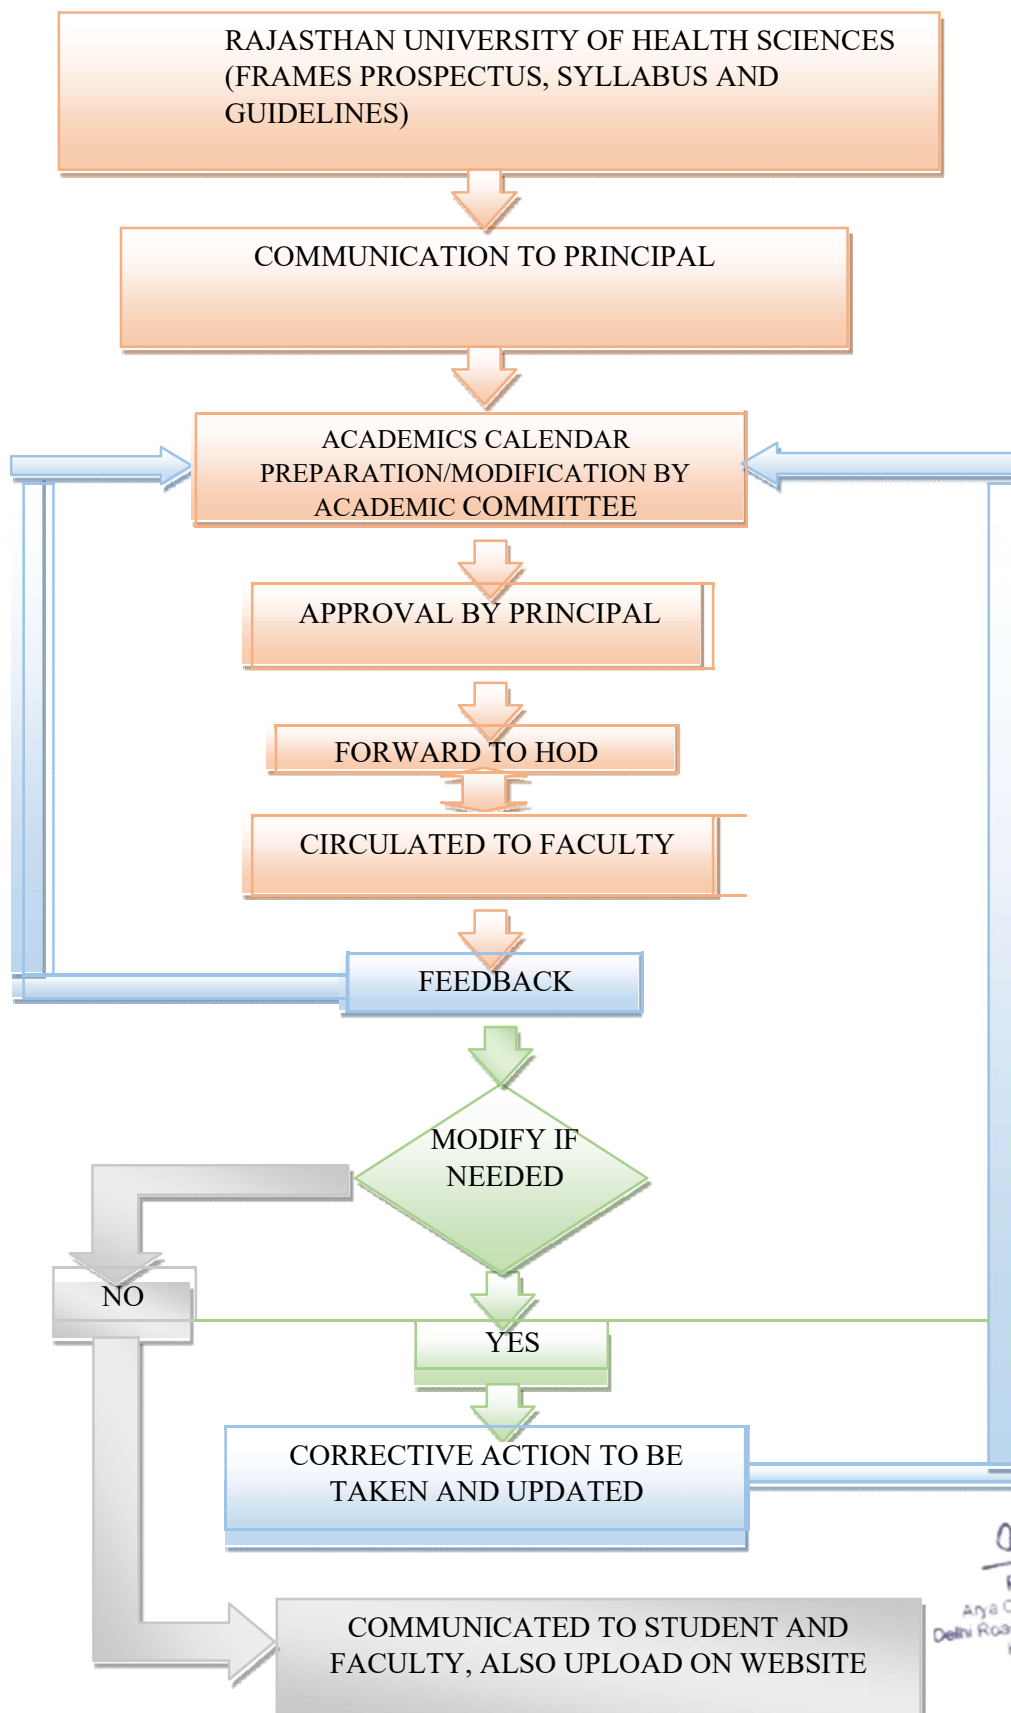 RAJASTHAN UNIVERSITY OF HEALTH SCIENCES
(FRAMES PROSPECTUS, SYLLABUS AND
GUIDELINES)
COMMUNICATION TO PRINCIPAL
ACADEMICS CALENDAR
PREPARATION/MODIFICATION BY
ACADEMIC COMMITTEE
APPROVAL BY PRINCIPAL
FORWARD TO HOD
CIRCULATED TO FACULTY
FEEDBACK
MODIFY IF
NEEDED
NO
YES
CORRECTIVE ACTION TO BE
TAKEN AND UPDATED
Arya
Delhi
COMMUNICATED TO STUDENT AND
FACULTY, ALSO UPLOAD ON WEBSITE